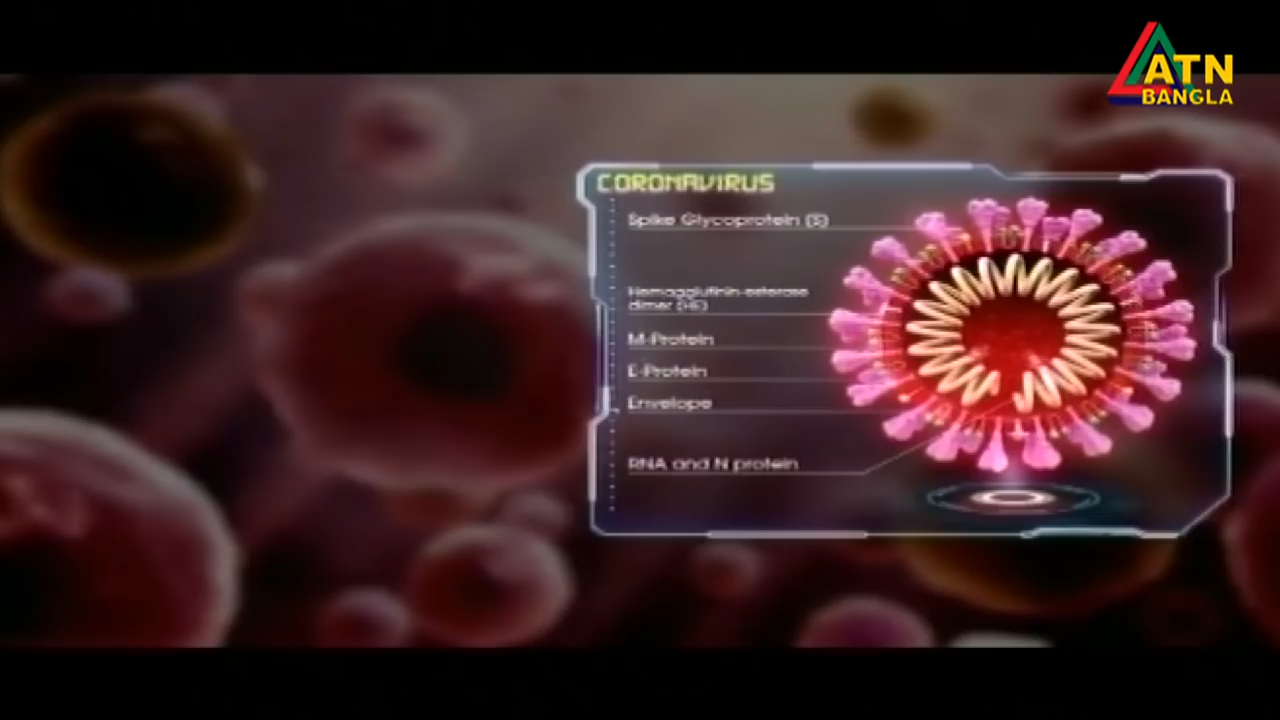 ATN
BANGLA
CORONAVIRUS
Spike Glycoprotein (S)
Hemagglutinin-esterase
dimer (HE)
M-Protein
E-Protein
Envelope
RNA and N protein